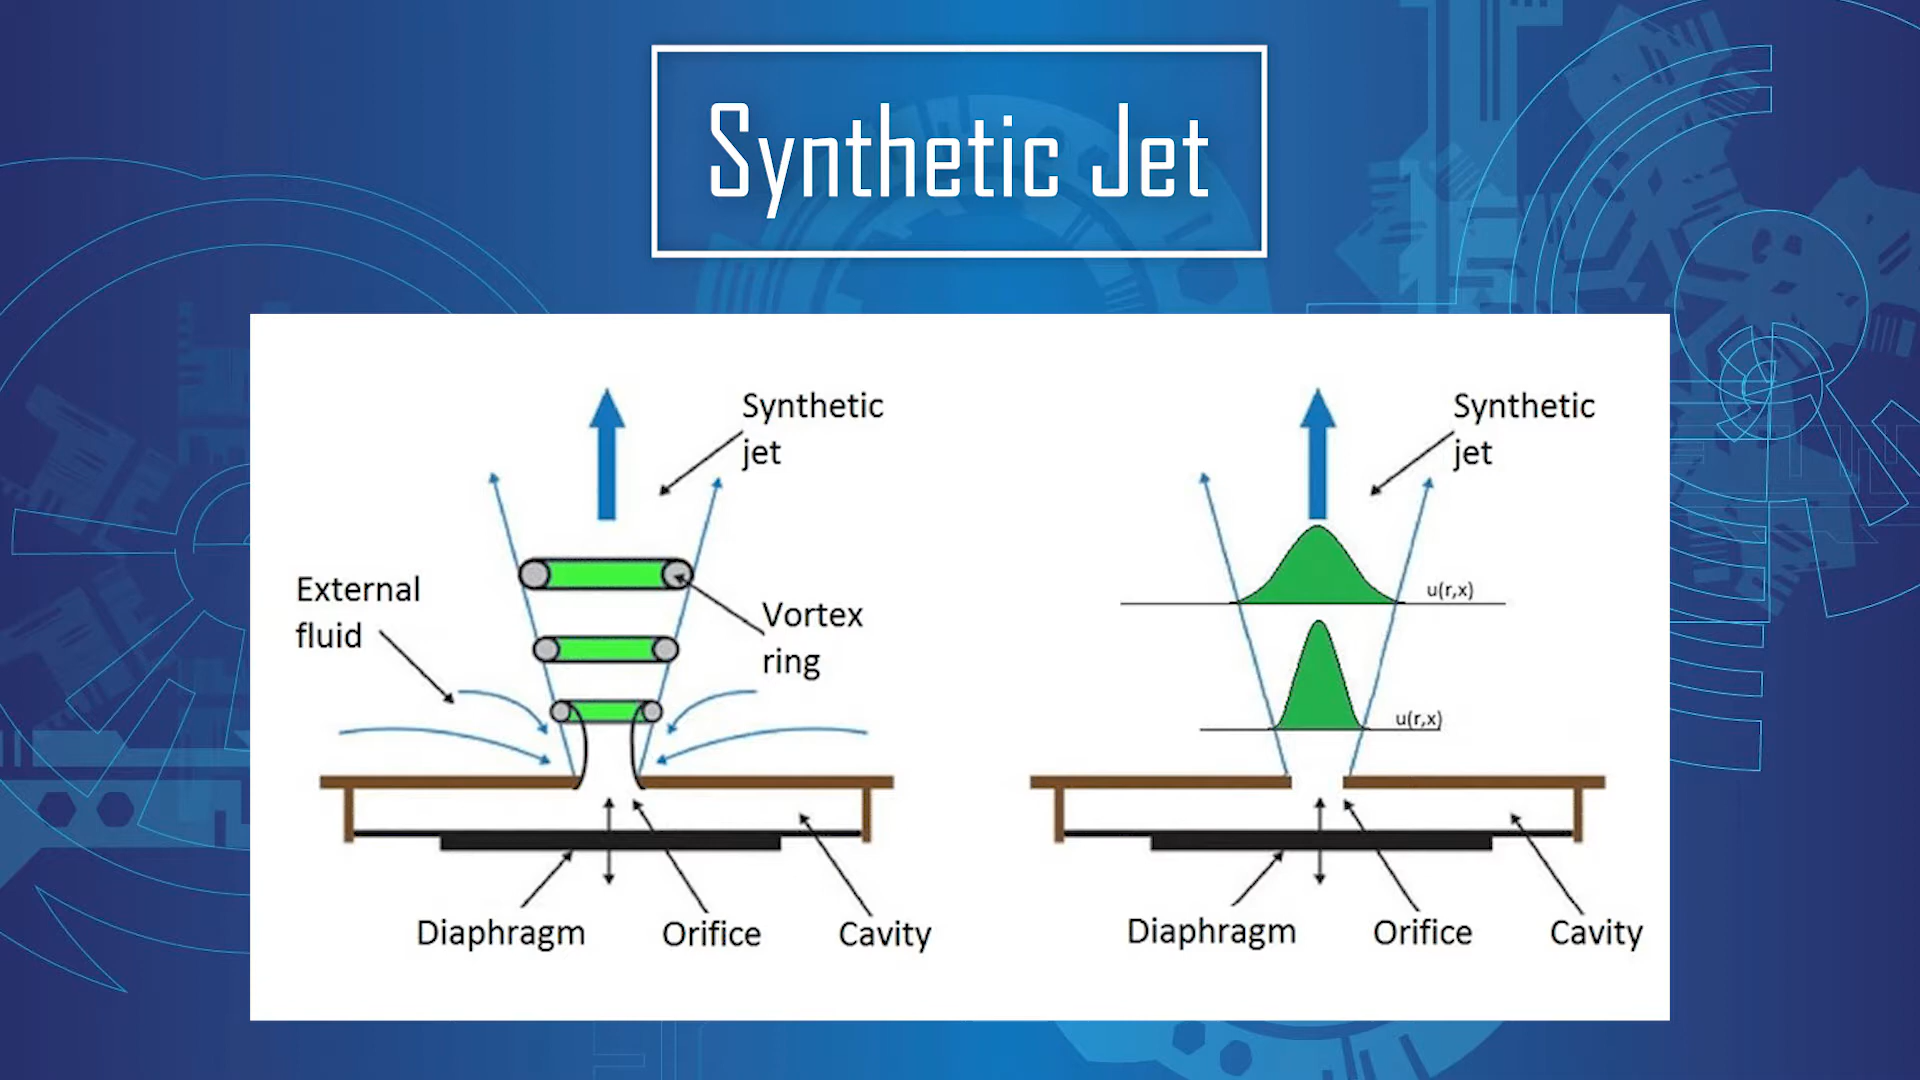 Synthetic Jet
Synthetic
jet
External
fluid
Vortex
ring
Diaphragm
Orifice
Cavity
Synthetic
jet
u(r,x)
u(r,x)
Diaphragm
Orifice
Cavity